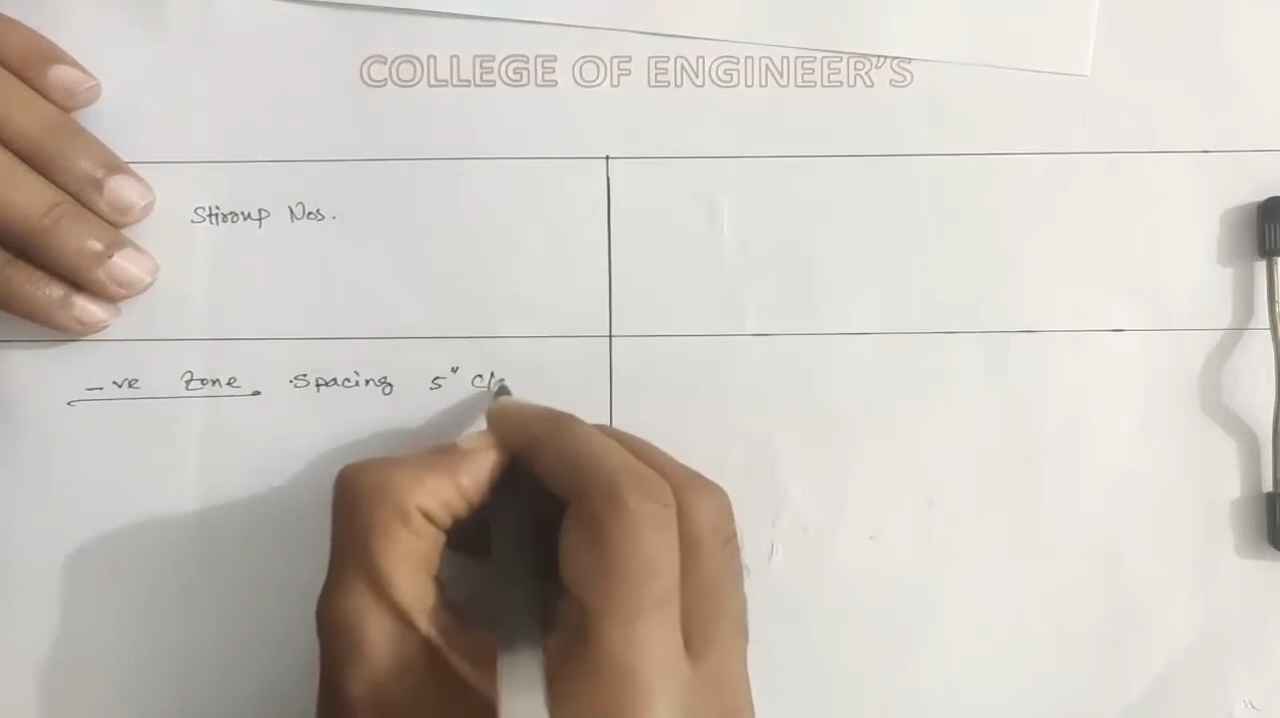 COLLEGE OF ENGINEER'S
Stirrup Nos.
-ve Zone. Spacing 5" c/c